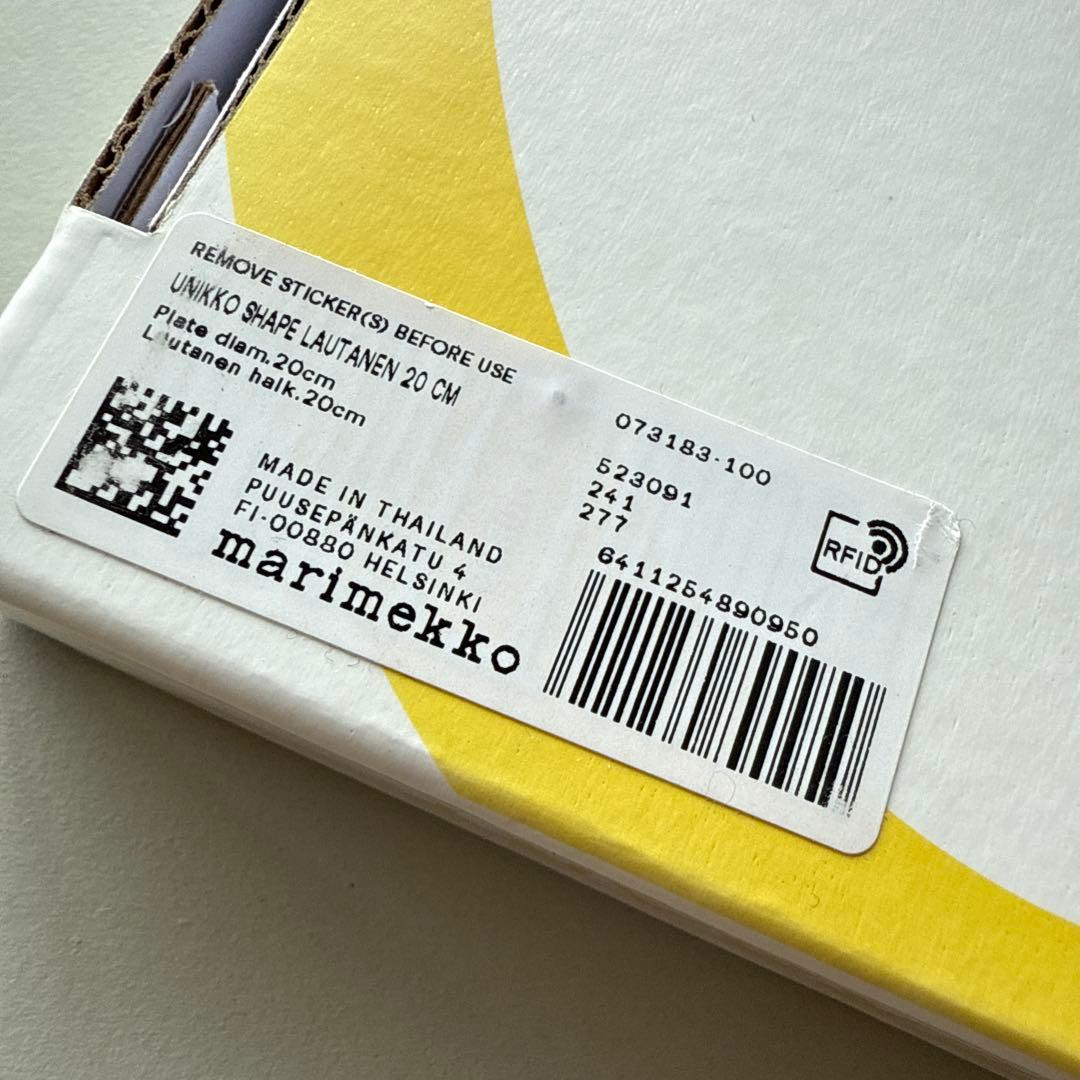 REMOVE STICKER(S) BEFORE USE
UNIKKO SHAPE LAUTANEN 20 CM
Plate diam.20cm
Lautanen halk.20cm
MADE IN THAILAND
PUUSEPÄNKATU 4
FI-00880 HELSINKI
marimekko
073183-100
523091
241
277
RFID
6411254890950